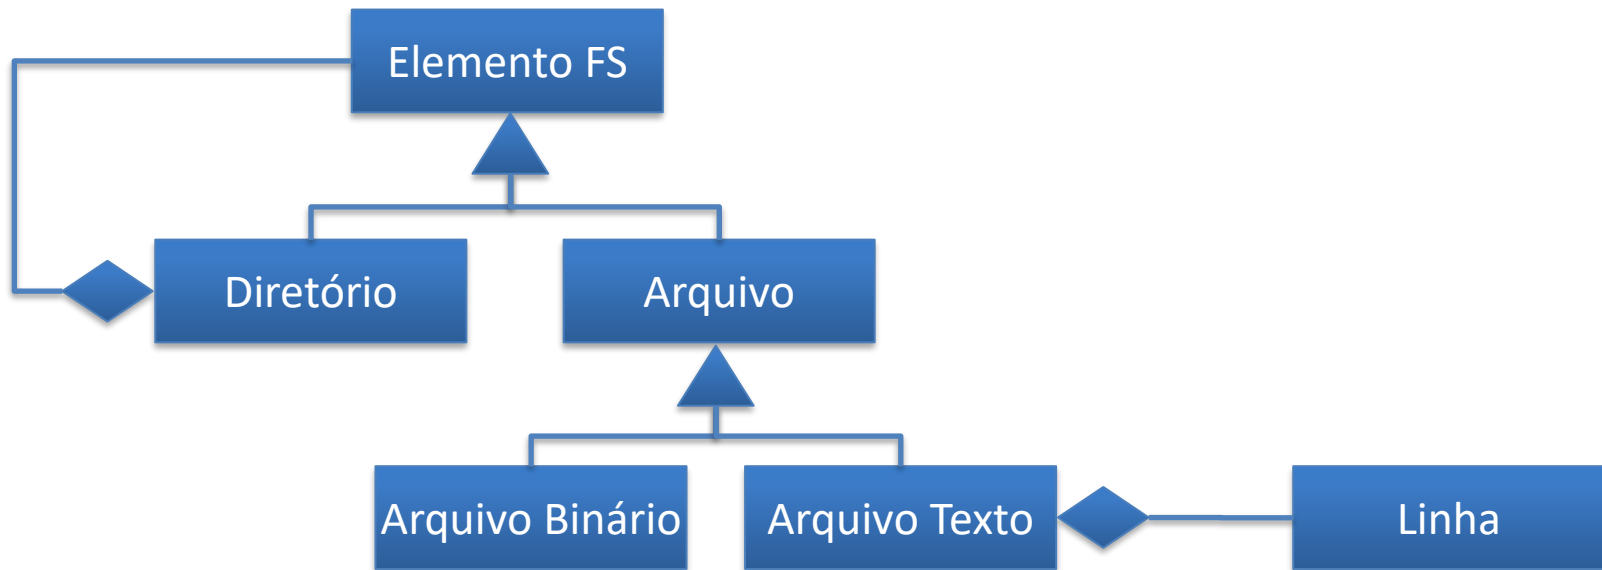 Elemento FS
Diretório
Arquivo
Arquivo Binário
Arquivo Texto
Linha